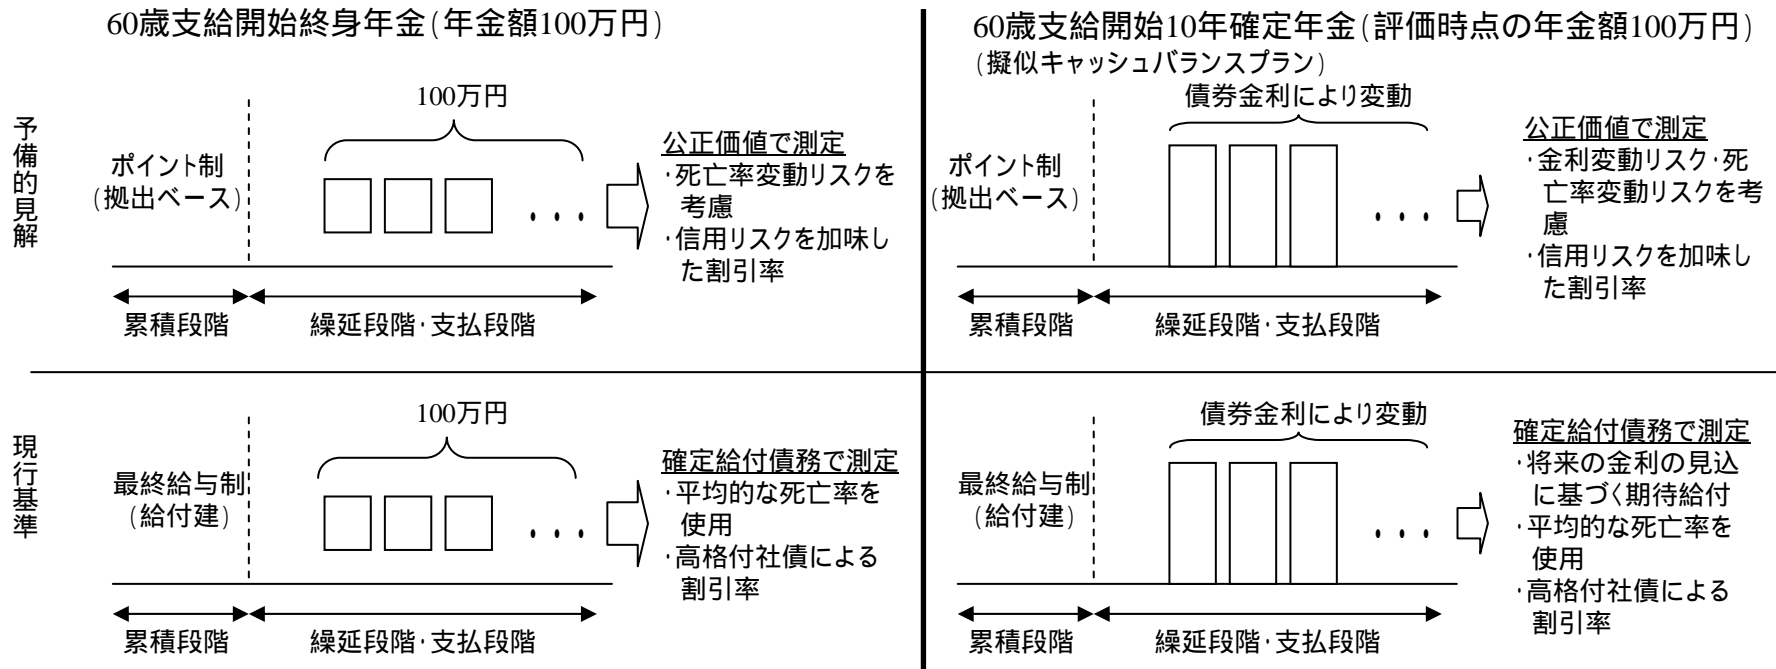 60歳支給開始終身年金(年金額100万円)
60歳支給開始10年確定年金(評価時点の年金額100万円)
(擬似キャッシュバランスプラン)
予備的見解
100万円
ポイント制
(拠出ベース)
・・・
公正価値で測定
・死亡率変動リスクを
考慮
・信用リスクを加味し
た割引率
累積段階
繰延段階・支払段階
債券金利により変動
ポイント制
(拠出ベース)
・・・
公正価値で測定
・金利変動リスク・死
亡率変動リスクを考
慮
・信用リスクを加味し
た割引率
累積段階
繰延段階・支払段階
現行基準
100万円
最終給与制
(給付建)
・・・
確定給付債務で測定
・平均的な死亡率を
使用
・高格付社債による
割引率
累積段階
繰延段階・支払段階
債券金利により変動
最終給与制
(給付建)
・・・
確定給付債務で測定
・将来の金利の見込
に基づく期待給付
・平均的な死亡率を
使用
・高格付社債による
割引率
累積段階
繰延段階・支払段階